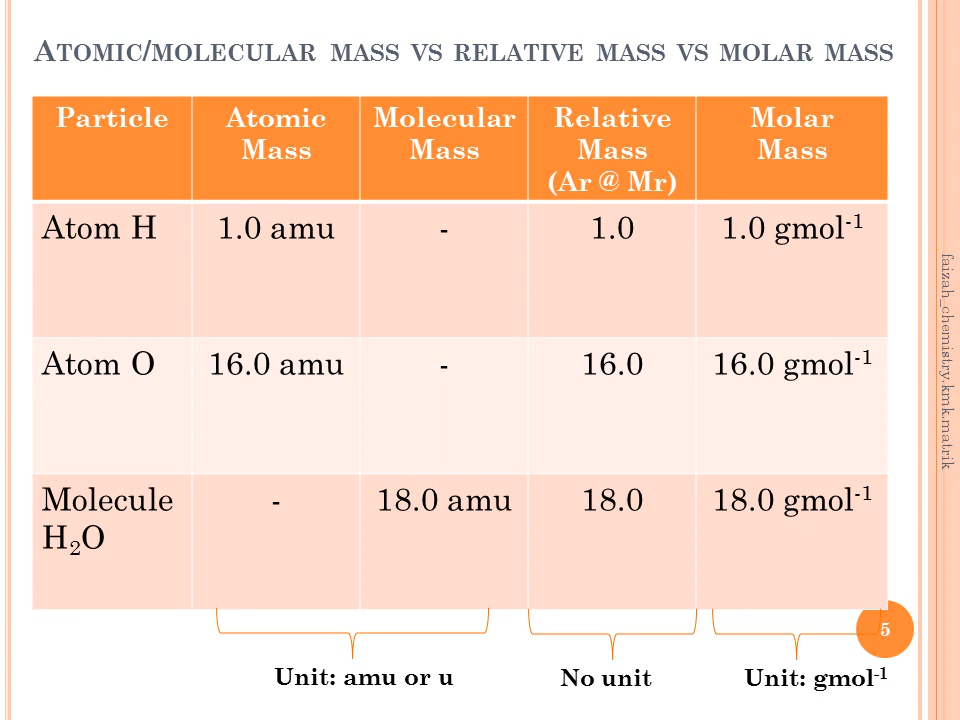 ATOMIC/MOLECULAR MASS VS RELATIVE MASS VS MOLAR MASS
Particle
Atomic
Mass
Molecular
Mass
Relative
Mass
(Ar @ Mr)
Molar
Mass
Atom H
1.0 amu
-
1.0
1.0 gmol⁻¹
Atom O
16.0 amu
-
16.0
16.0 gmol⁻¹
Molecule
H₂O
-
18.0 amu
18.0
18.0 gmol⁻¹
Unit: amu or u
No unit
Unit: gmol⁻¹
5
faizah_chemistry.kmk.matrik